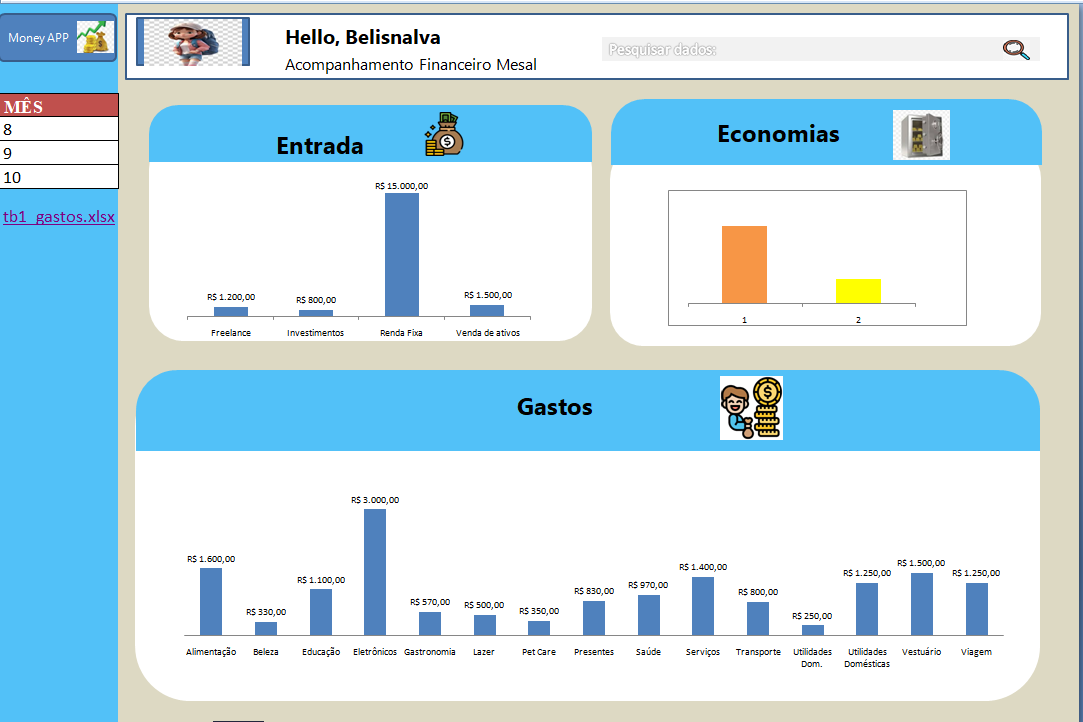 Money APP
Hello, Belisnalva
Acompanhamento Financeiro Mesal
Pesquisar dados:
MÊS
8
9
10
tb1_gastos.xlsx
Entrada
R$ 1.200,00
R$ 800,00
R$ 15.000,00
R$ 1.500,00
Freelance
Investimentos
Renda Fixa
Venda de ativos
Economias
1
2
Gastos
R$ 1.600,00
R$ 330,00
R$ 1.100,00
R$ 3.000,00
R$ 570,00
R$ 500,00
R$ 350,00
R$ 830,00
R$ 970,00
R$ 1.400,00
R$ 800,00
R$ 250,00
R$ 1.250,00
R$ 1.500,00
R$ 1.250,00
Alimentação
Beleza
Educação
Eletrônicos
Gastronomia
Lazer
Pet Care
Presentes
Saúde
Serviços
Transporte
Utilidades
Dom.
Utilidades
Domésticas
Vestuário
Viagem